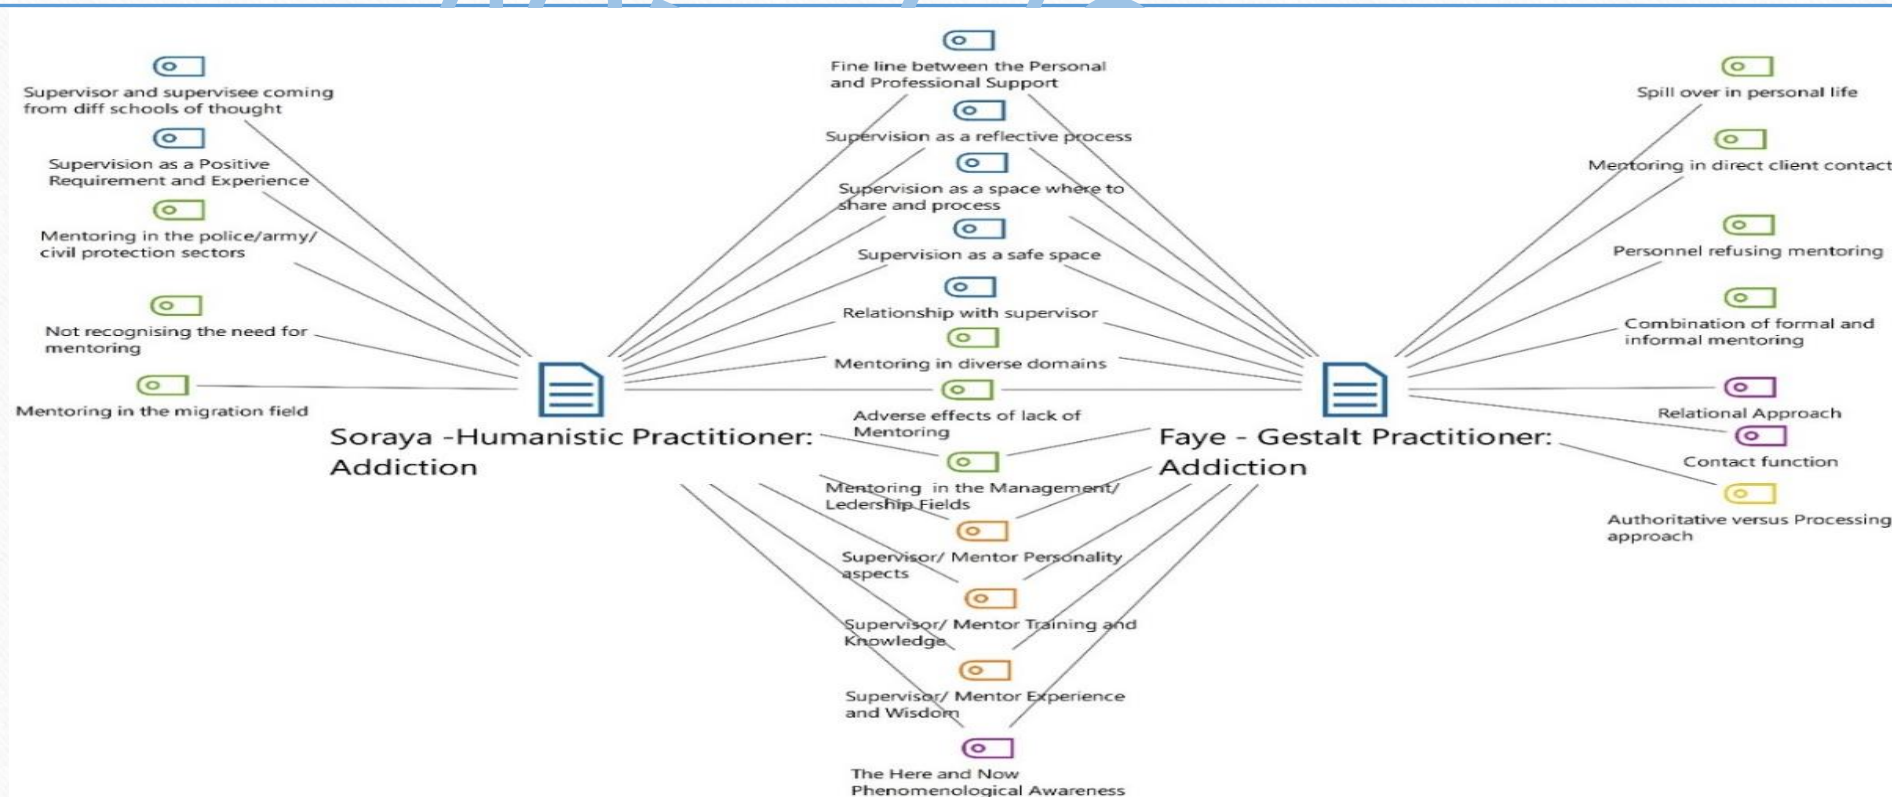 Supervisor and supervisee coming
from diff schools of thought
Supervision as a Positive
Requirement and Experience
Mentoring in the police/army/
civil protection sectors
Not recognising the need for
mentoring
Mentoring in the migration field
Soraya -Humanistic Practitioner:
Addiction
Fine line between the Personal
and Professional Support
Supervision as a reflective process
Supervision as a space where to
share and process
Supervision as a safe space
Relationship with supervisor
Mentoring in diverse domains
Adverse effects of lack of
Mentoring
Mentoring in the Management/
Ledership Fields
Supervisor/ Mentor Personality
aspects
Supervisor/ Mentor Training and
Knowledge
Supervisor/ Mentor Experience
and Wisdom
The Here and Now
Phenomenological Awareness
Faye - Gestalt Practitioner:
Addiction
Spill over in personal life
Mentoring in direct client contact
Personnel refusing mentoring
Combination of formal and
informal mentoring
Relational Approach
Contact function
Authoritative versus Processing
approach